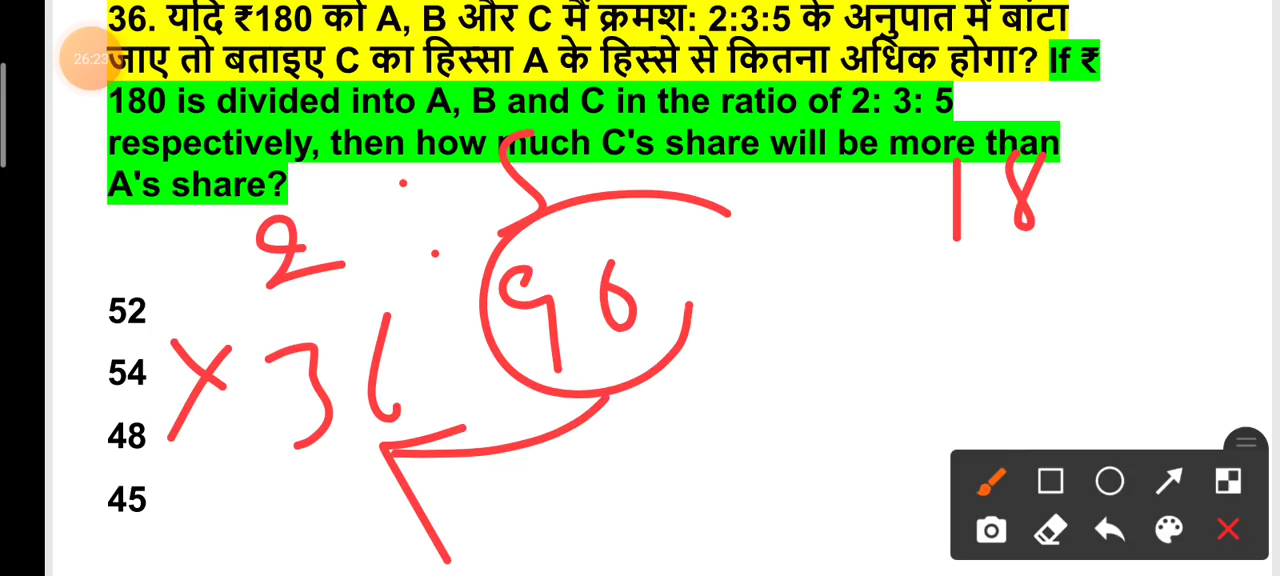 36. यदि ₹180 को A, B और C में क्रमश: 2:3:5 के अनुपात में बांटा
26:23
जाए तो बताइए C का हिस्सा A के हिस्से से कितना अधिक होगा? If ₹
180 is divided into A, B and C in the ratio of 2: 3: 5
respectively, then how much C's share will be more than
A's share?
18
2 : 5
90
52
54
36
48
45